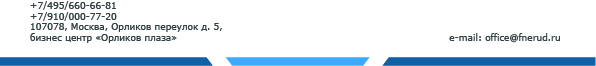 +7/495/660-66-81
+7/910/000-77-20
107078, Москва, Орликов переулок д. 5,
бизнес центр «Орликов плаза»
e-mail: office@fnerud.ru